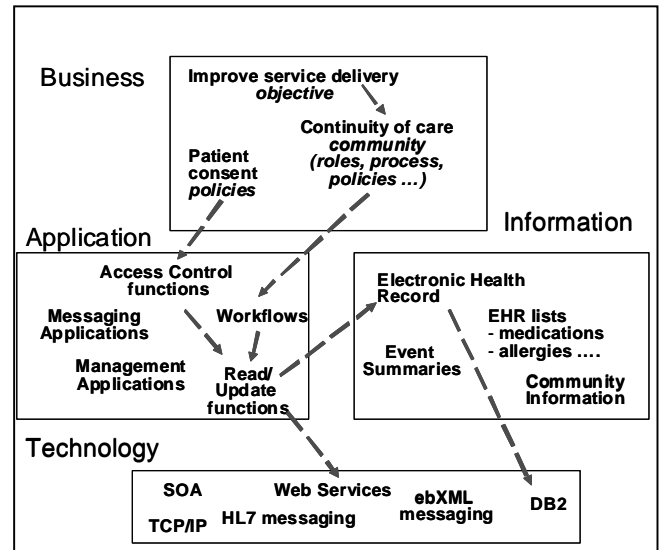 Business
Improve service delivery
objective
Continuity of care
community
(roles, process,
policies ...)
Patient
consent
policies
Information
Application
Access Control
functions
Messaging
Applications
Workflows
Management
Applications
Read/
Update
functions
Electronic Health
Record
EHR lists
- medications
- allergies ....
Event
Summaries
Community
Information
Technology
SOA
Web Services
ebXML
messaging
DB2
TCP/IP
HL7 messaging